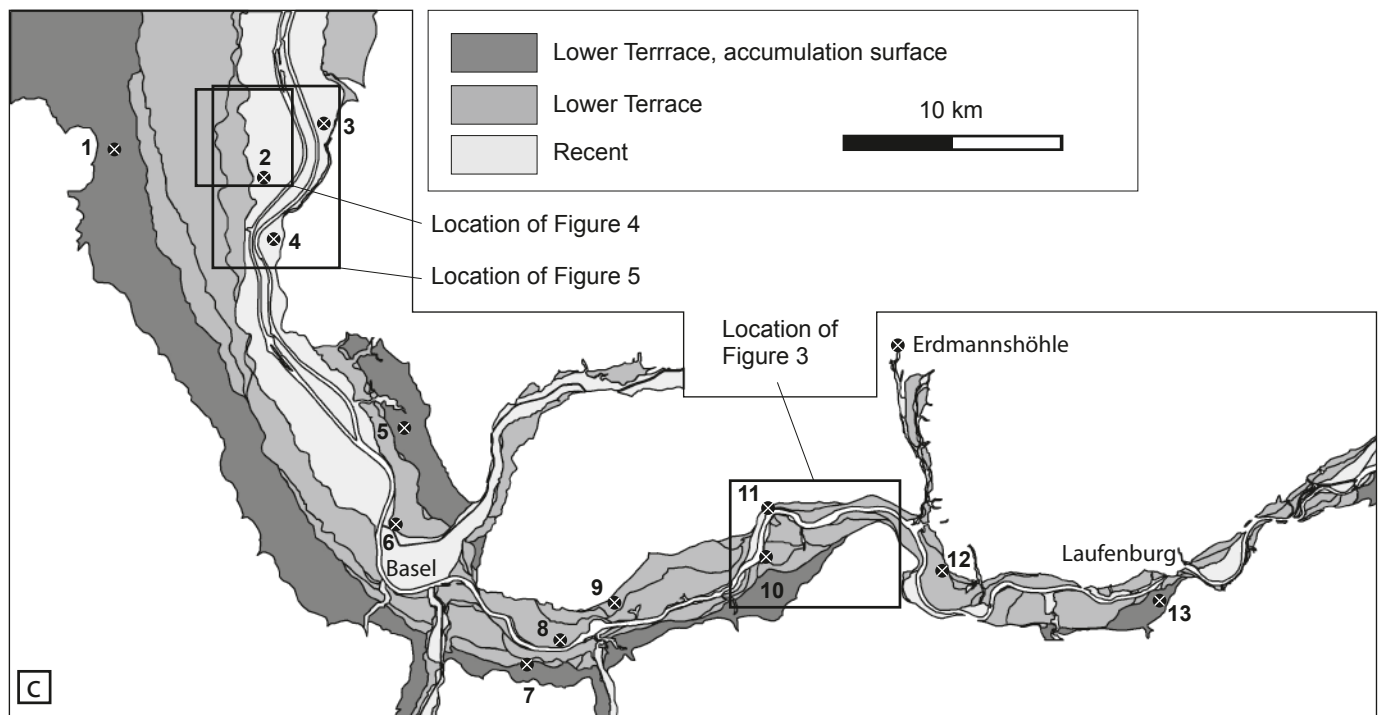 Lower Terrrace, accumulation surface
Lower Terrace
Recent
10 km
1
2
3
4
Location of Figure 4
Location of Figure 5
Location of
Figure 3
Erdmannshöhle
5
6
Basel
7
8
9
10
11
12
Laufenburg
13
C